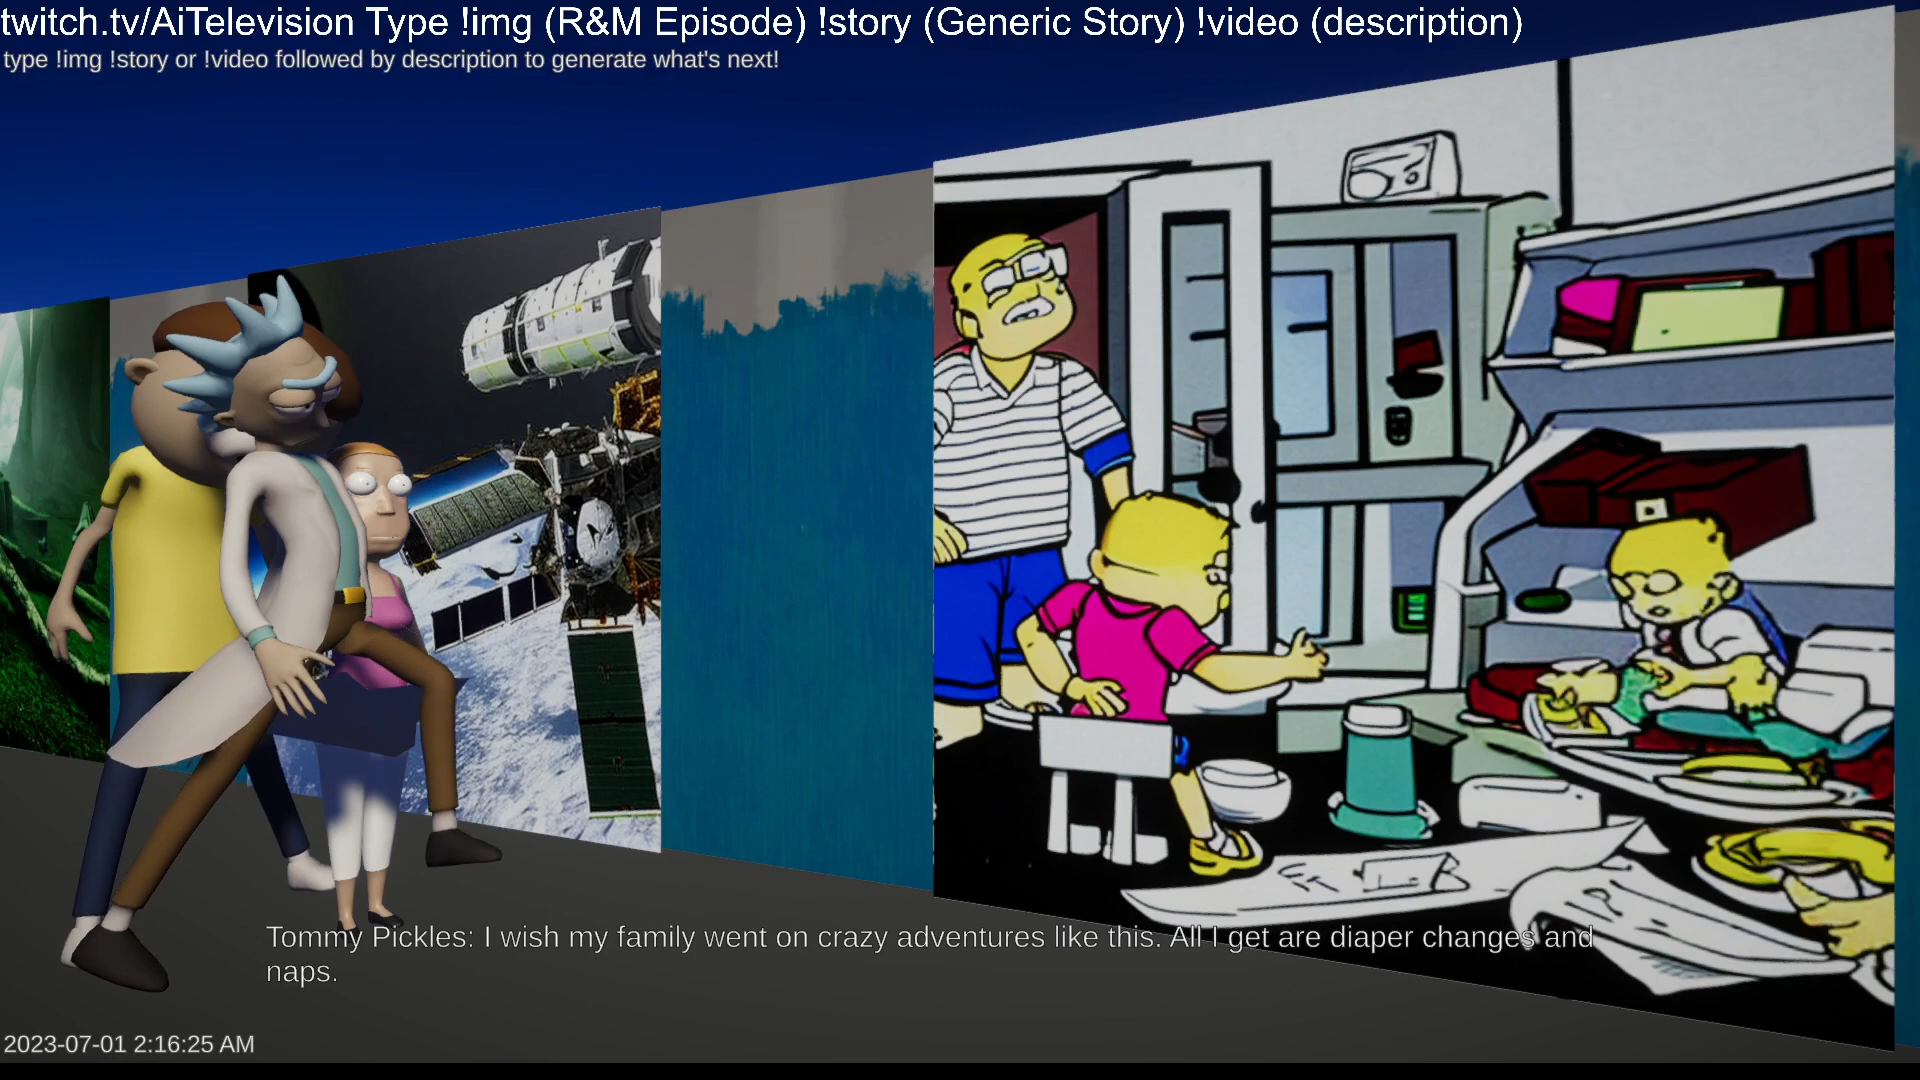 twitch.tv/AiTelevision Type !img (R&M Episode) !story (Generic Story) !video (description)
type !img !story or !video followed by description to generate what's next!
Tommy Pickles: I wish my family went on crazy adventures like this. All I get are diaper changes and
naps.
2023-07-01 2:16:25 AM